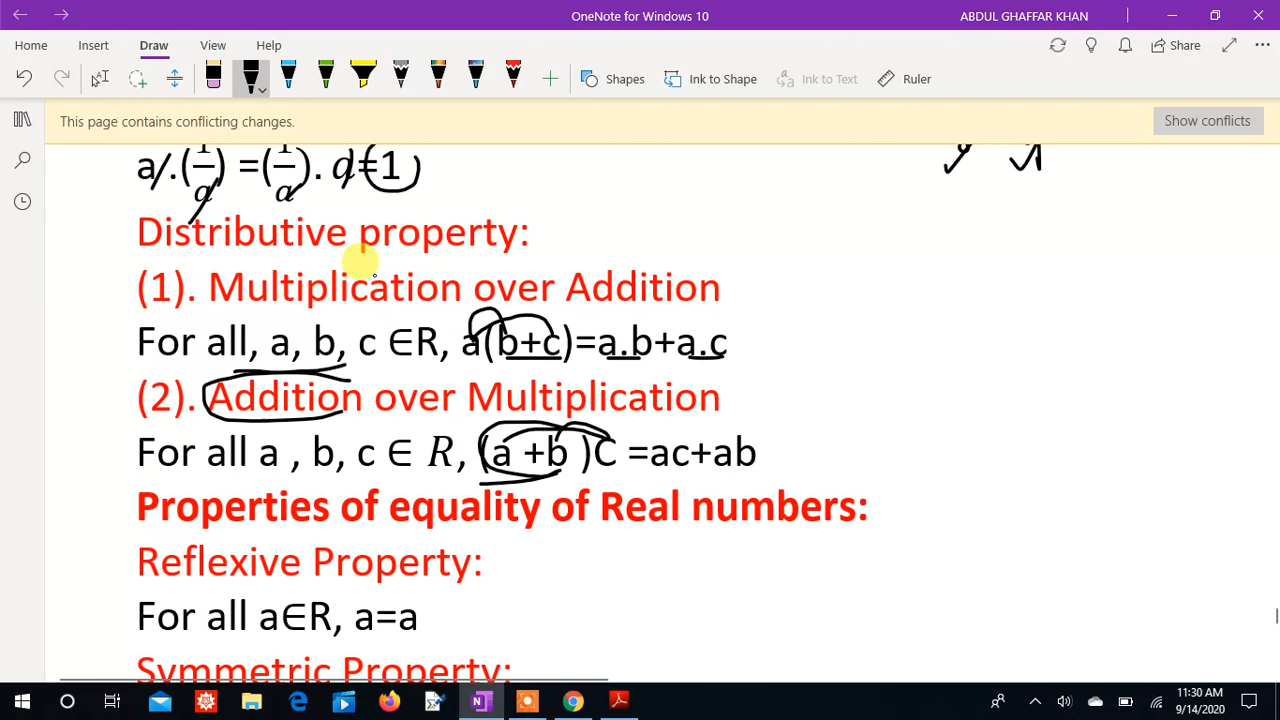 OneNote for Windows 10
ABDUL GHAFFAR KHAN
Home Insert Draw View Help
Share
Shapes Ink to Shape Ink to Text Ruler
This page contains conflicting changes.
Show conflicts
a .(1/a) =(1/a). a=1
Distributive property:
(1). Multiplication over Addition
For all, a, b, c ∈R, a(b+c)=a.b+a.c
(2). Addition over Multiplication
For all a , b, c ∈ R, (a +b )C =ac+ab
Properties of equality of Real numbers:
Reflexive Property:
For all a∈R, a=a
Symmetric Property:
11:30 AM
9/14/2020